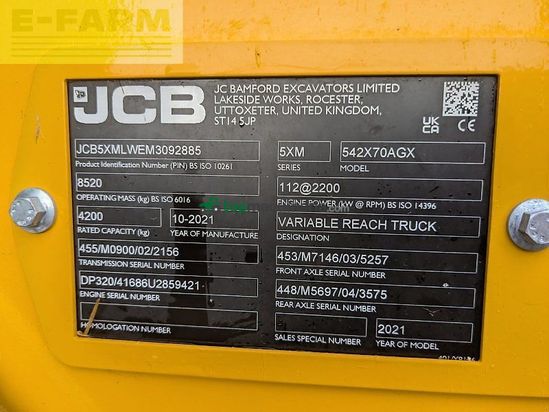 E-FARM
JCB
JC BAMFORD EXCAVATORS LIMITED
LAKESIDE WORKS, ROCESTER,
UTTOXETER, UNITED KINGDOM,
ST14 5JP
UK
CA
CE
JCB5XMLWEM3092885
Product Identification Number (PIN) BS ISO 10261
8520
OPERATING MASS (kg) BS ISO 6016
4200
RATED CAPACITY (kg)
10-2021
YEAR OF MANUFACTURE
455/M0900/02/2156
TRANSMISSION SERIAL NUMBER
DP320/41686U2859421
ENGINE SERIAL NUMBER
HOMOLOGATION NUMBER
5XM
SERIES
542X70AGX
MODEL
112@2200
ENGINE POWER (kW @ RPM) BS ISO 14396
VARIABLE REACH TRUCK
DESIGNATION
453/M7146/03/5257
FRONT AXLE SERIAL NUMBER
448/M5697/04/3575
REAR AXLE SERIAL NUMBER
SALES SPECIAL NUMBER
2021
YEAR OF MODEL